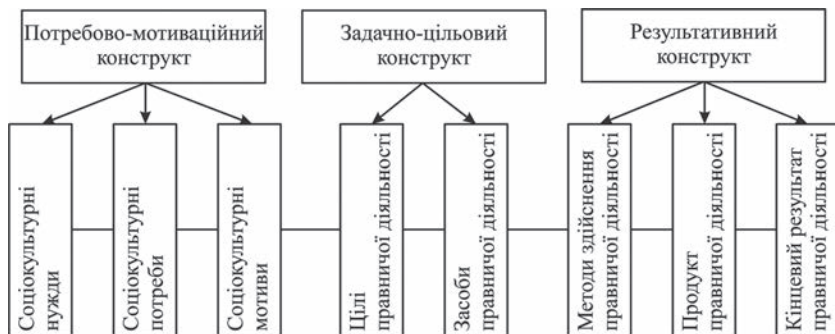 Потребово-мотиваційний
конструкт
Задачно-цільовий
конструкт
Результативний
конструкт
Соціокультурні
нужди
Соціокультурні
потреби
Соціокультурні
мотиви
Цілі
правничої діяльності
Засоби
правничої діяльності
Методи здійснення
правничої діяльності
Продукт
правничої діяльності
Кінцевий результат
правничої діяльності